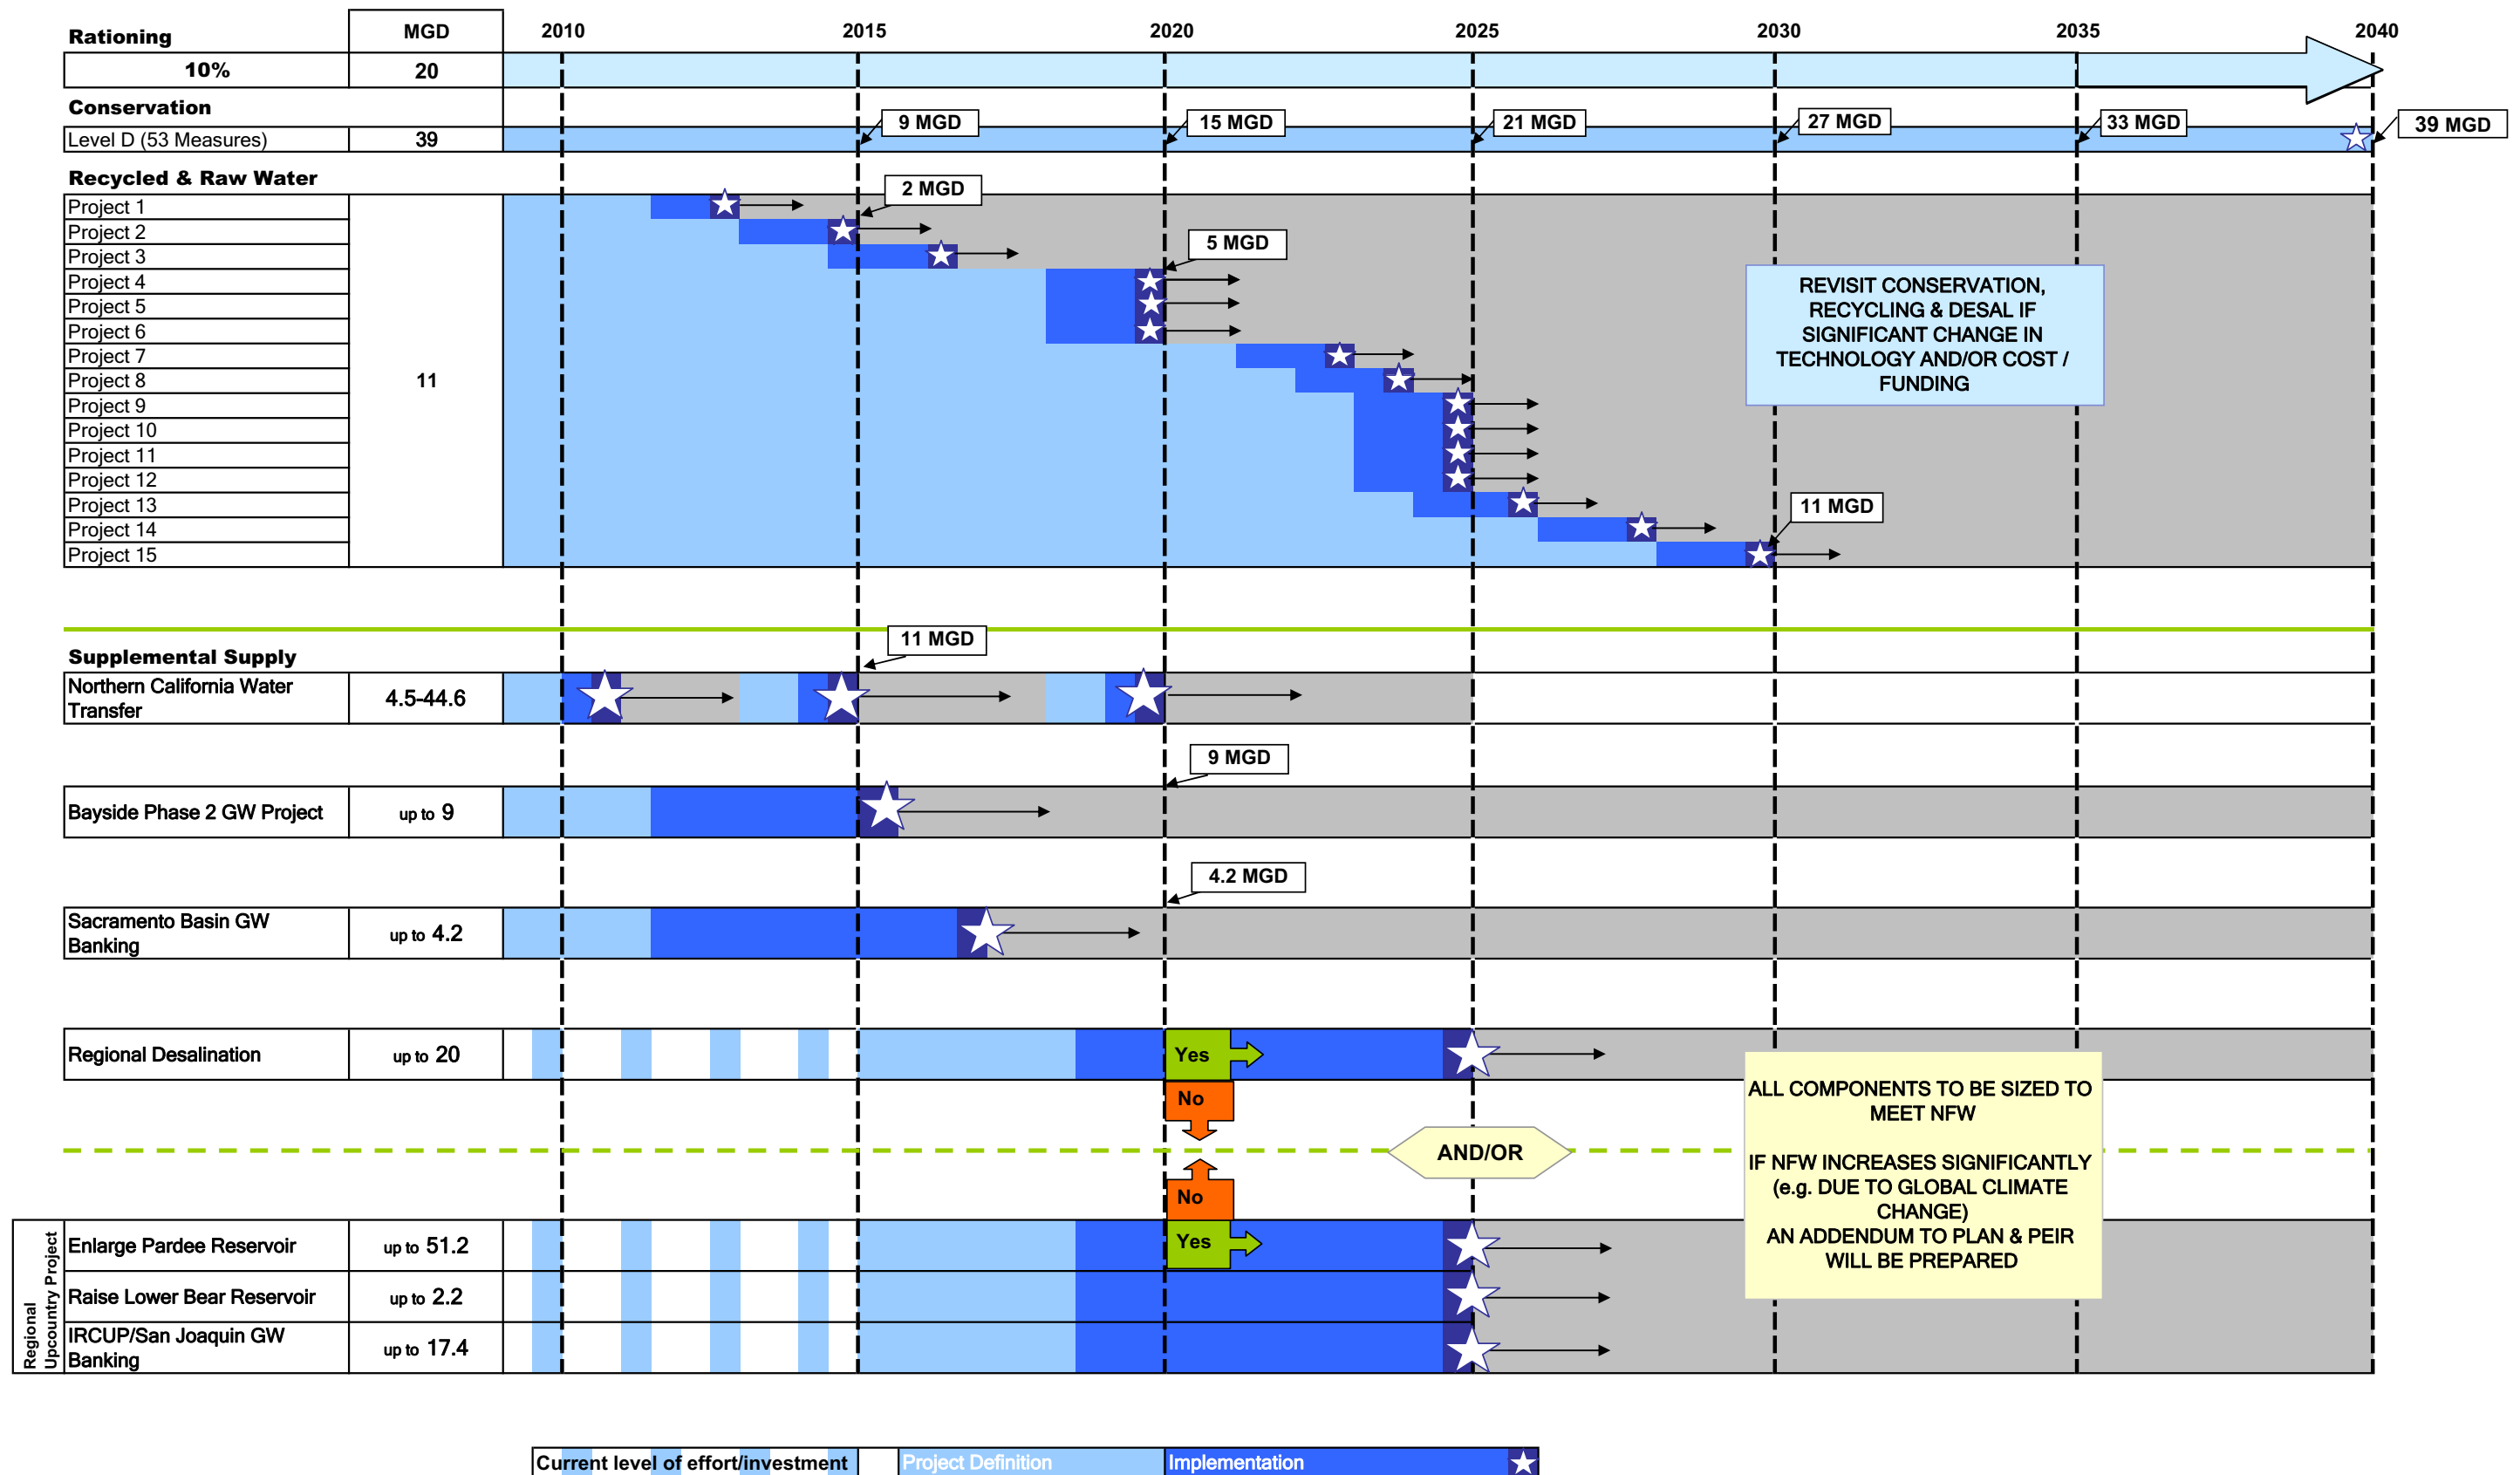 Rationing MGD 2010 2015 2020 2025 2030 2035 2040
10% 20
Conservation
9 MGD 15 MGD 21 MGD 27 MGD 33 MGD 39 MGD
Level D (53 Measures) 39
Recycled & Raw Water
2 MGD
Project 1
Project 2
Project 3
5 MGD
Project 4
Project 5
Project 6
Project 7
Project 8
11
Project 9
Project 10
Project 11
Project 12
Project 13
11 MGD
Project 14
Project 15
REVISIT CONSERVATION,
RECYCLING & DESAL IF
SIGNIFICANT CHANGE IN
TECHNOLOGY AND/OR COST /
FUNDING
11 MGD
Supplemental Supply
Northern California Water
Transfer
4.5-44.6
9 MGD
Bayside Phase 2 GW Project up to 9
4.2 MGD
Sacramento Basin GW
Banking
up to 4.2
Regional Desalination up to 20 Yes
No
AND/OR
No
Yes
ALL COMPONENTS TO BE SIZED TO
MEET NFW
IF NFW INCREASES SIGNIFICANTLY
(e.g. DUE TO GLOBAL CLIMATE
CHANGE)
AN ADDENDUM TO PLAN & PEIR
WILL BE PREPARED
Regional
Upcountry Project
Enlarge Pardee Reservoir up to 51.2
Raise Lower Bear Reservoir up to 2.2
IRCUP/San Joaquin GW
Banking
up to 17.4
Current level of effort/investment Project Definition Implementation